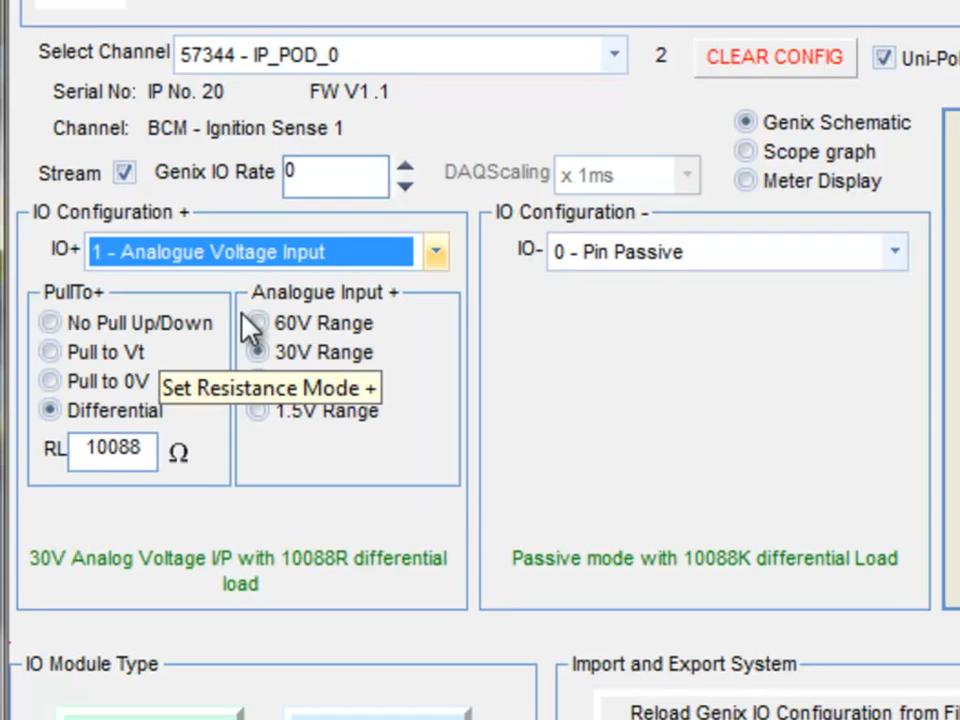 Select Channel 57344 - IP_POD_0 2 CLEAR CONFIG Uni-Pol
Serial No: IP No. 20 FW V1.1
Channel: BCM - Ignition Sense 1
Genix Schematic
Scope graph
Stream Genix IO Rate 0 DAQScaling x 1ms
Meter Display
IO Configuration + IO Configuration -
IO+ 1 - Analogue Voltage Input IO- 0 - Pin Passive
PullTo+ Analogue Input +
No Pull Up/Down 60V Range
Pull to Vt 30V Range
Pull to 0V Set Resistance Mode +
Differential 1.5V Range
RL 10088 Ω
30V Analog Voltage I/P with 10088R differential
load
Passive mode with 10088K differential Load
IO Module Type Import and Export System
Reload Genix IO Configuration from Fi